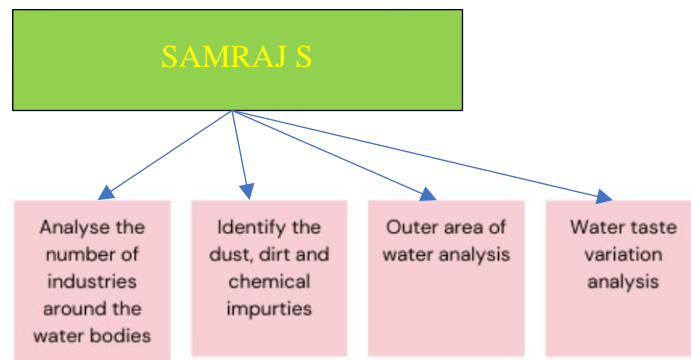 SAMRAJ S
Analyse the
number of
industries
around the
water bodies
Identify the
dust, dirt and
chemical
impurties
Outer area of
water analysis
Water taste
variation
analysis